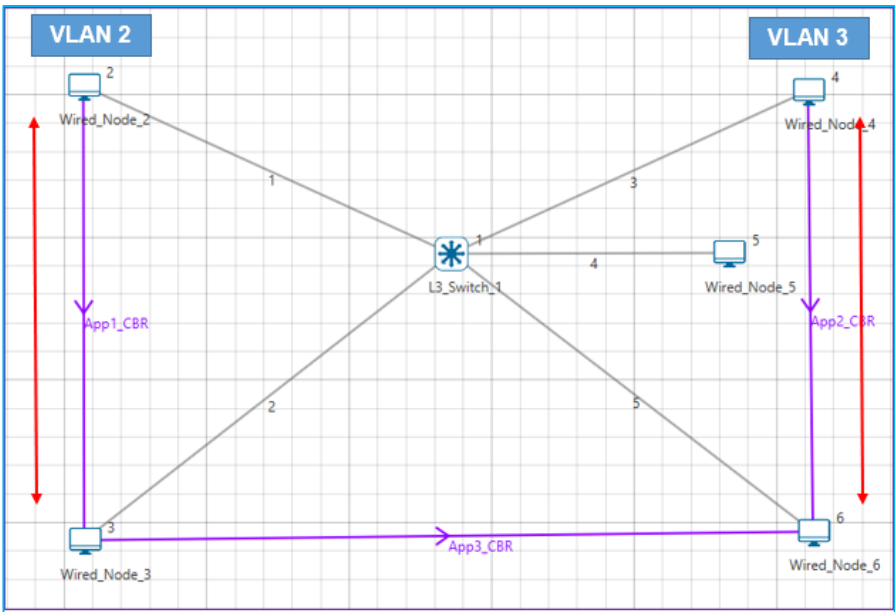 VLAN 2
VLAN 3
2
4
Wired_Node_2
Wired_Node_4
1
3
1
5
4
L3_Switch_1
Wired_Node_5
App1_CBR
App2_CBR
2
5
3
6
App3_CBR
Wired_Node_3
Wired_Node_6